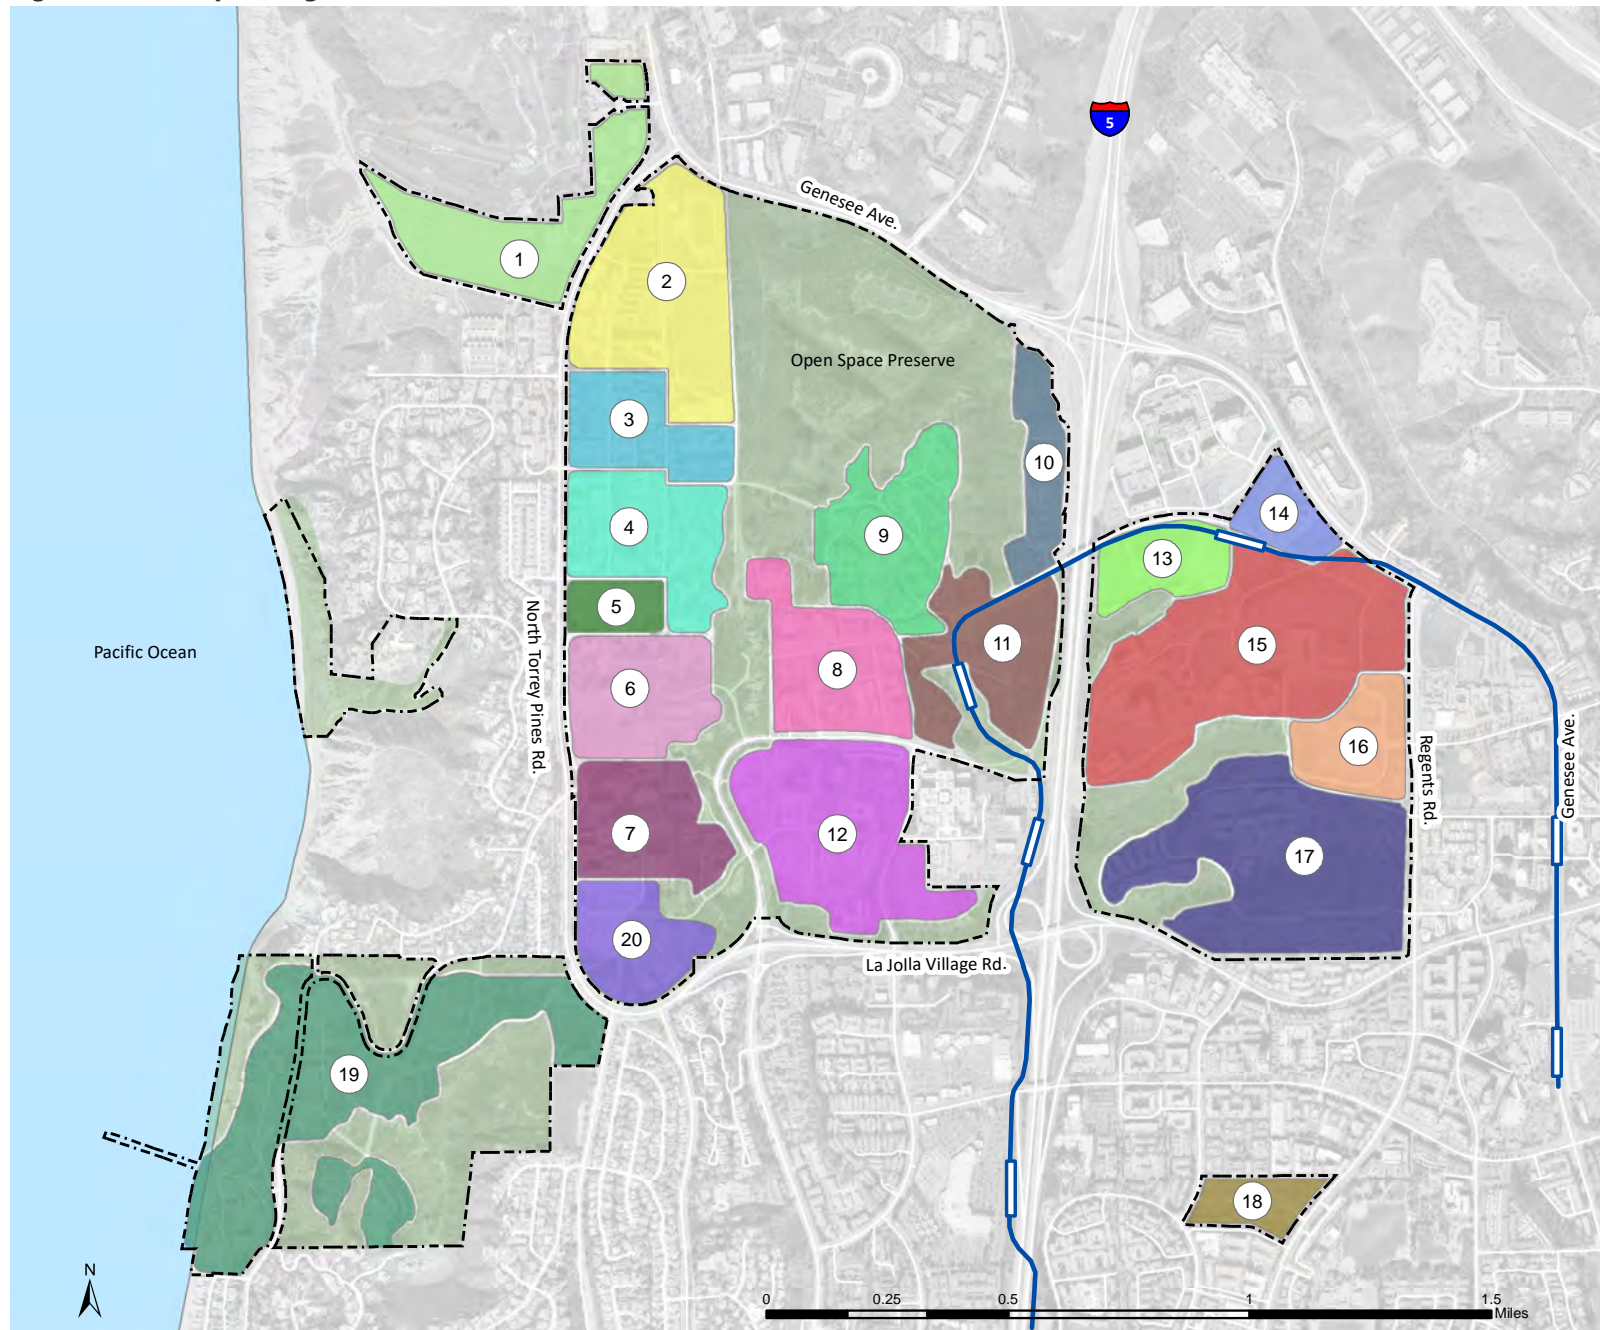 5
Genesee Ave.
1
2
Open Space Preserve
3
10
4
9
14
13
5
North Torrey Pines Rd.
11
15
Pacific Ocean
8
6
16
Regents Rd.
Genesee Ave.
7
12
17
20
La Jolla Village Rd.
19
18
N
0 0.25 0.5 1 1.5
Miles